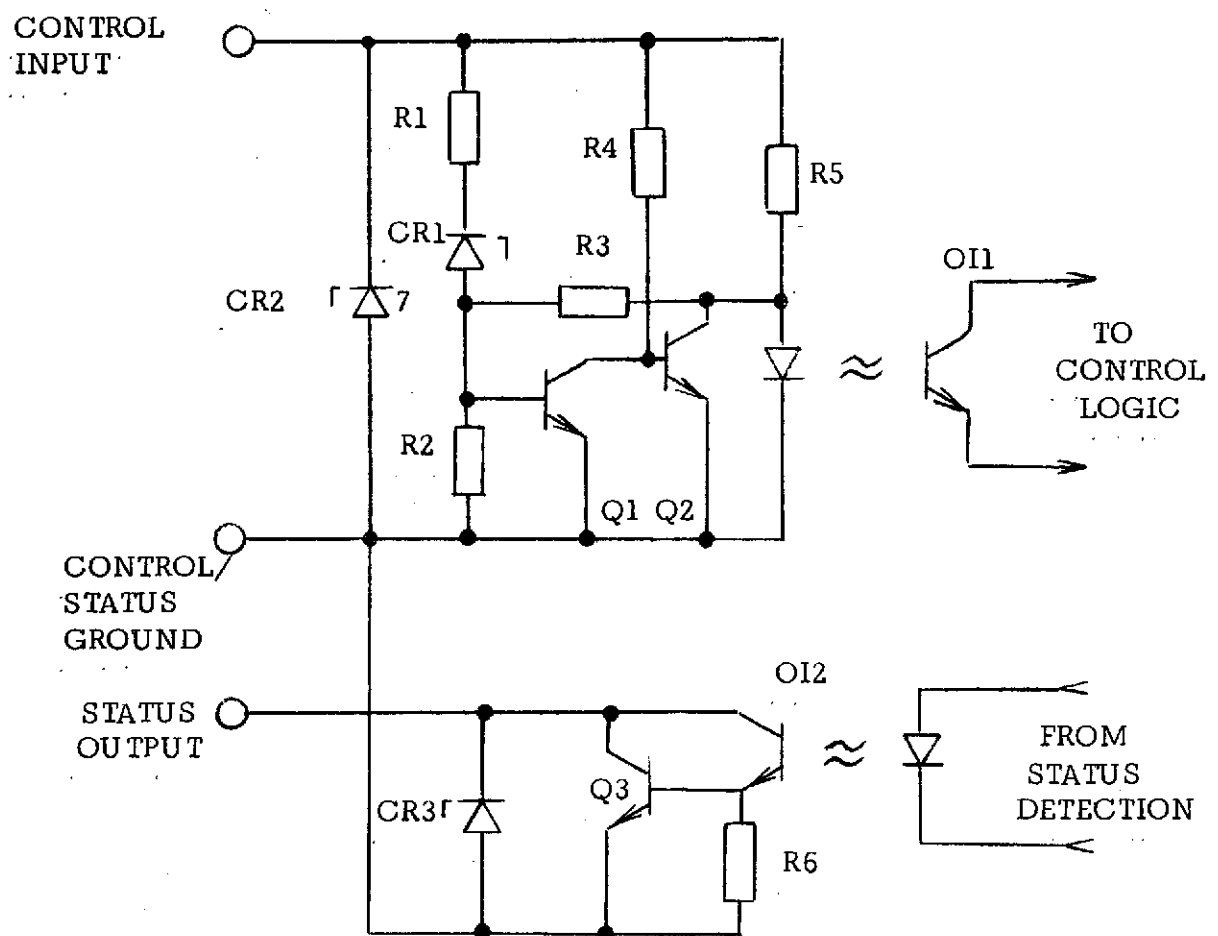 CONTROL
INPUT
R1
R4
R5
CR1
R3
OI1
CR2
TO
CONTROL
LOGIC
R2
Q1 Q2
CONTROL
STATUS
GROUND
OI2
STATUS
OUTPUT
FROM
STATUS
DETECTION
Q3
CR3
R6